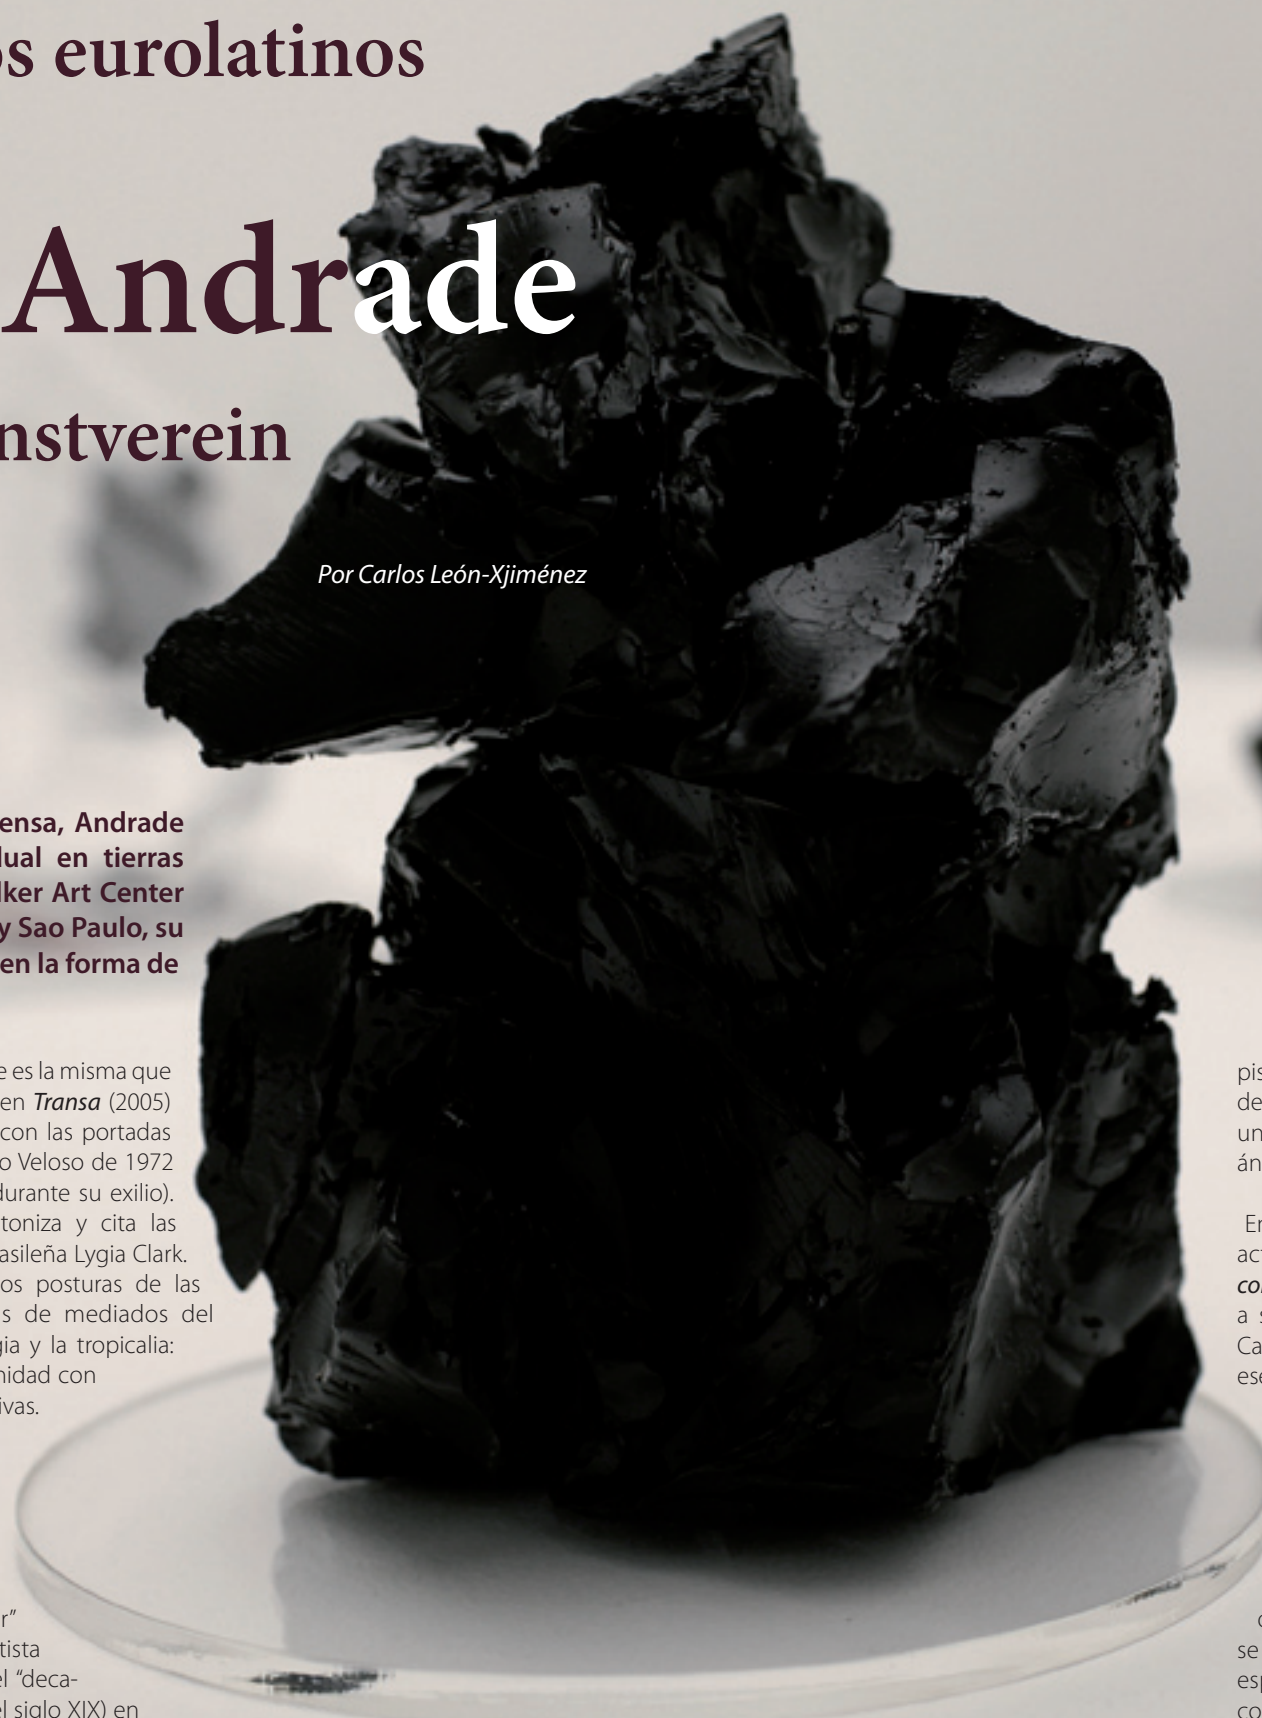 os eurolatinos
Andrade
nstverein
Por Carlos León-Xjiménez
ensa, Andrade
dual en tierras
lker Art Center
y Sao Paulo, su
en la forma de
e es la misma que
en Transa (2005)
con las portadas
o Veloso de 1972
durante su exilio).
toniza y cita las
asileña Lygia Clark.
os posturas de las
s de mediados del
gia y la tropicalia:
nidad con
ivas.
r"
tista
el "deca-
el siglo XIX) en
pis
de
un
án
En
act
co
a s
Ca
ese
se
esp
co